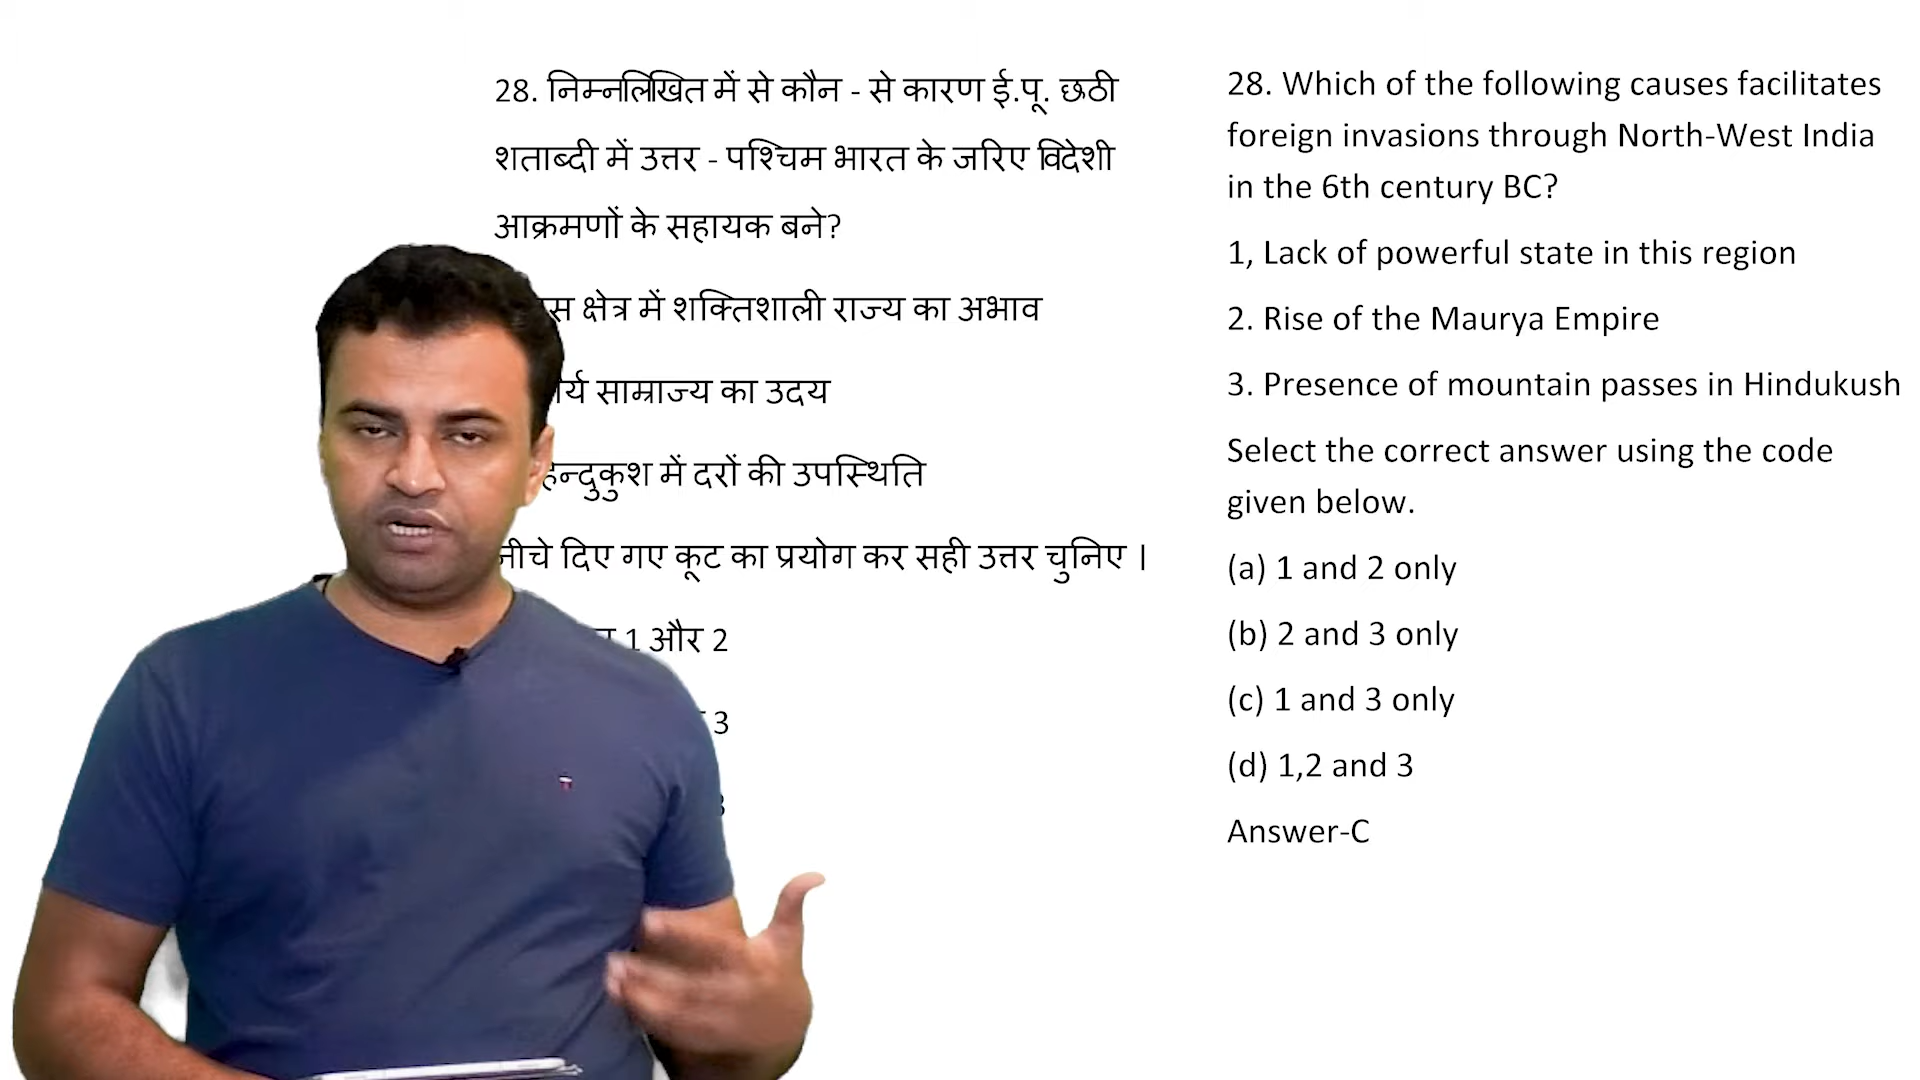 28. निम्नलिखित में से कौन - से कारण ई.पू. छठी
शताब्दी में उत्तर - पश्चिम भारत के जरिए विदेशी
आक्रमणों के सहायक बने?
क्षेत्र में शक्तिशाली राज्य का अभाव
साम्राज्य का उदय
में दरों की उपस्थिति
नीचे दिए गए कूट का प्रयोग कर सही उत्तर चुनिए ।
1 और 2
3
28. Which of the following causes facilitates
foreign invasions through North-West India
in the 6th century BC?
1, Lack of powerful state in this region
2. Rise of the Maurya Empire
3. Presence of mountain passes in Hindukush
Select the correct answer using the code
given below.
(a) 1 and 2 only
(b) 2 and 3 only
(c) 1 and 3 only
(d) 1,2 and 3
Answer-C